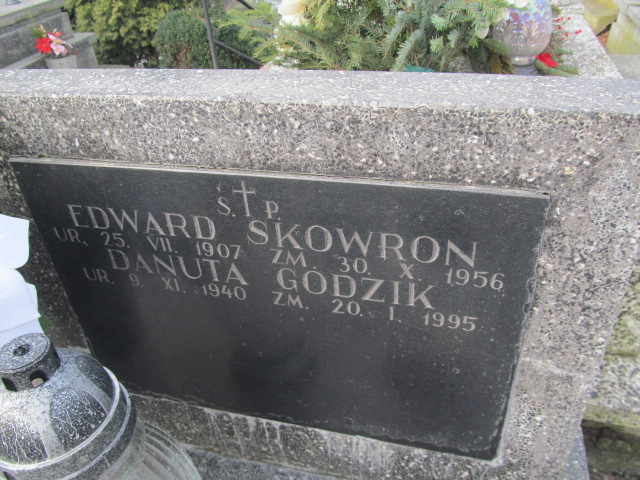 Ś.†P.
EDWARD SKOWRON
UR. 25. VII. 1907 ZM. 30. X. 1956
DANUTA GODZIK
UR. 9. XI. 1940 ZM. 20. I. 1995